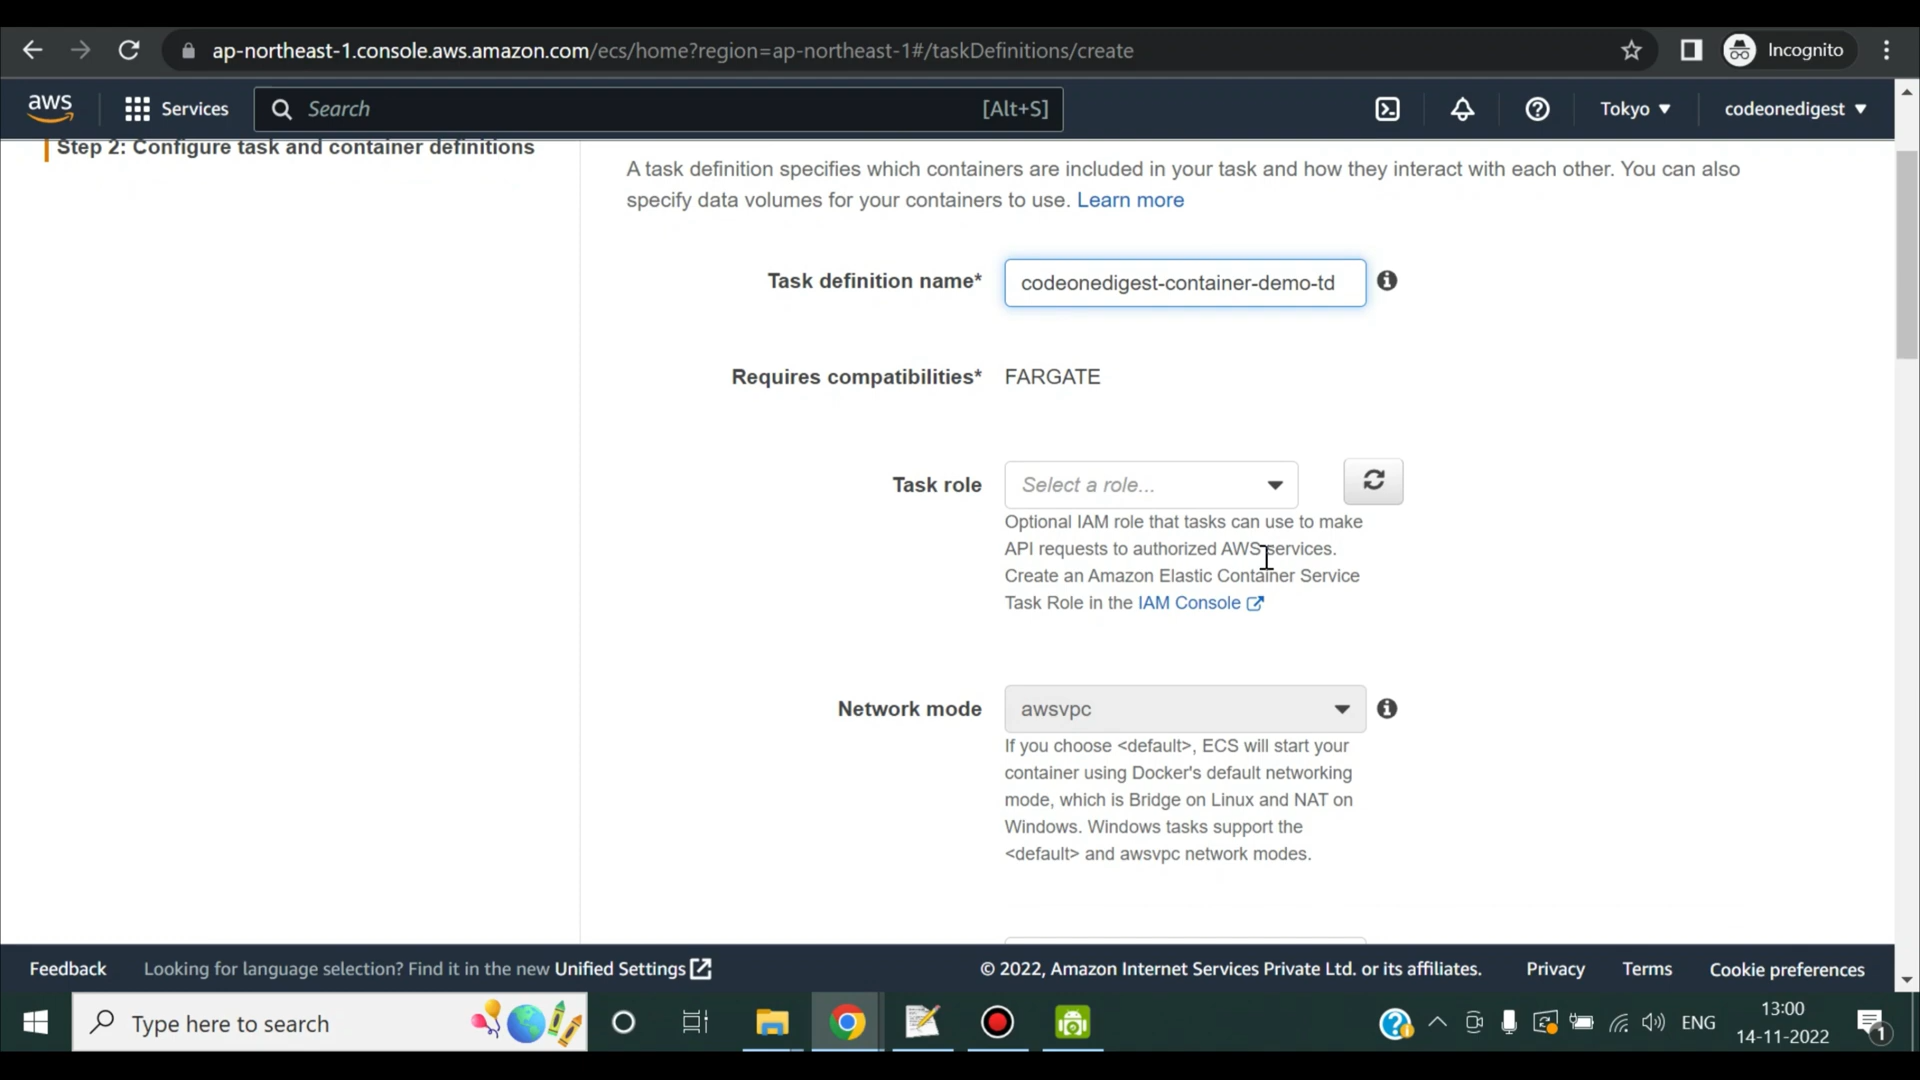 ap-northeast-1.console.aws.amazon.com/ecs/home?region=ap-northeast-1#/taskDefinitions/create
Incognito
aws
Services
Search
[Alt+S]
Tokyo
codeonedigest
Step 2: Configure task and container definitions
A task definition specifies which containers are included in your task and how they interact with each other. You can also
specify data volumes for your containers to use. Learn more
Task definition name*
codeonedigest-container-demo-td
Requires compatibilities*
FARGATE
Task role
Select a role...
Optional IAM role that tasks can use to make
API requests to authorized AWS services.
Create an Amazon Elastic Container Service
Task Role in the IAM Console
Network mode
awsvpc
If you choose <default>, ECS will start your
container using Docker's default networking
mode, which is Bridge on Linux and NAT on
Windows. Windows tasks support the
<default> and awsvpc network modes.
Feedback
Looking for language selection? Find it in the new Unified Settings
© 2022, Amazon Internet Services Private Ltd. or its affiliates.
Privacy
Terms
Cookie preferences
Type here to search
ENG
13:00
14-11-2022
1